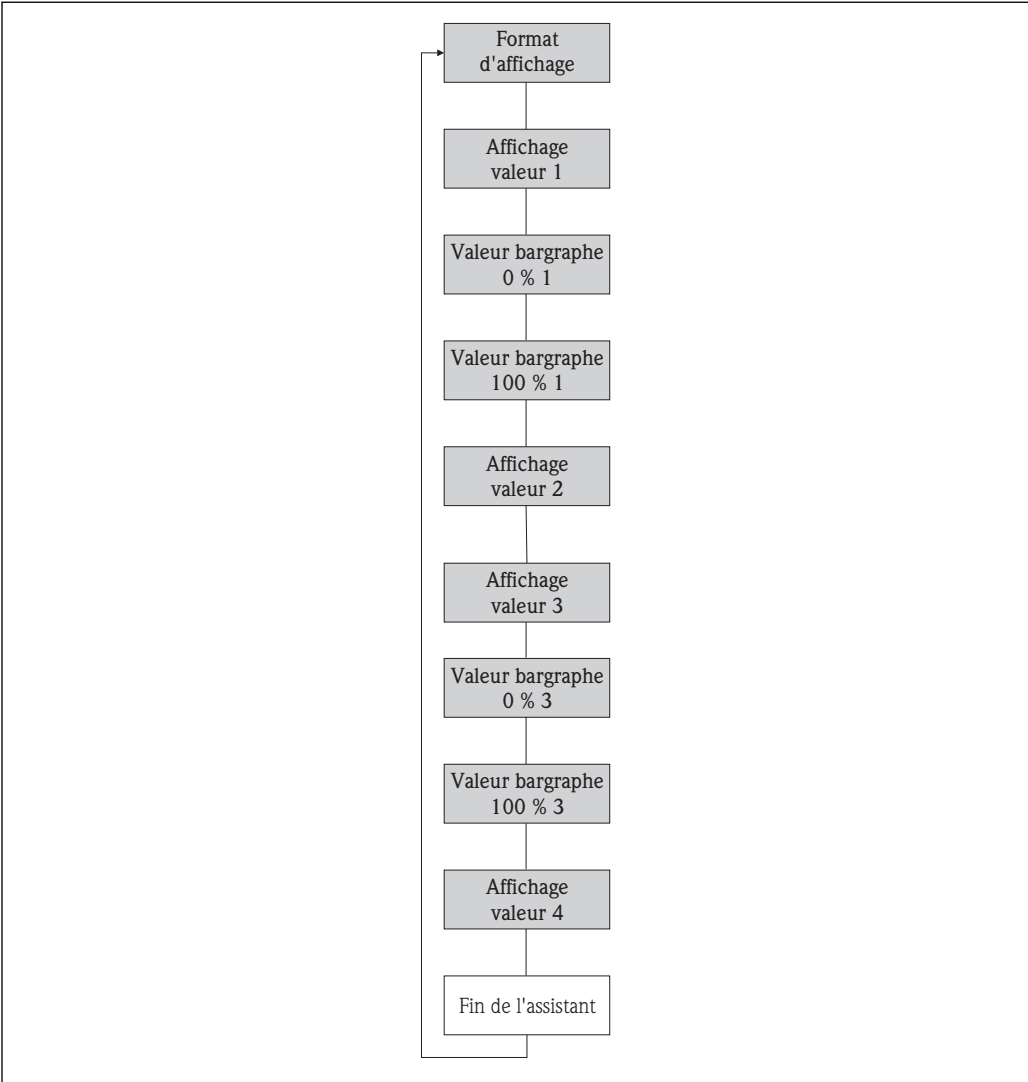 Format
d'affichage
Affichage
valeur 1
Valeur bargraphe
0 % 1
Valeur bargraphe
100 % 1
Affichage
valeur 2
Affichage
valeur 3
Valeur bargraphe
0 % 3
Valeur bargraphe
100 % 3
Affichage
valeur 4
Fin de l'assistant